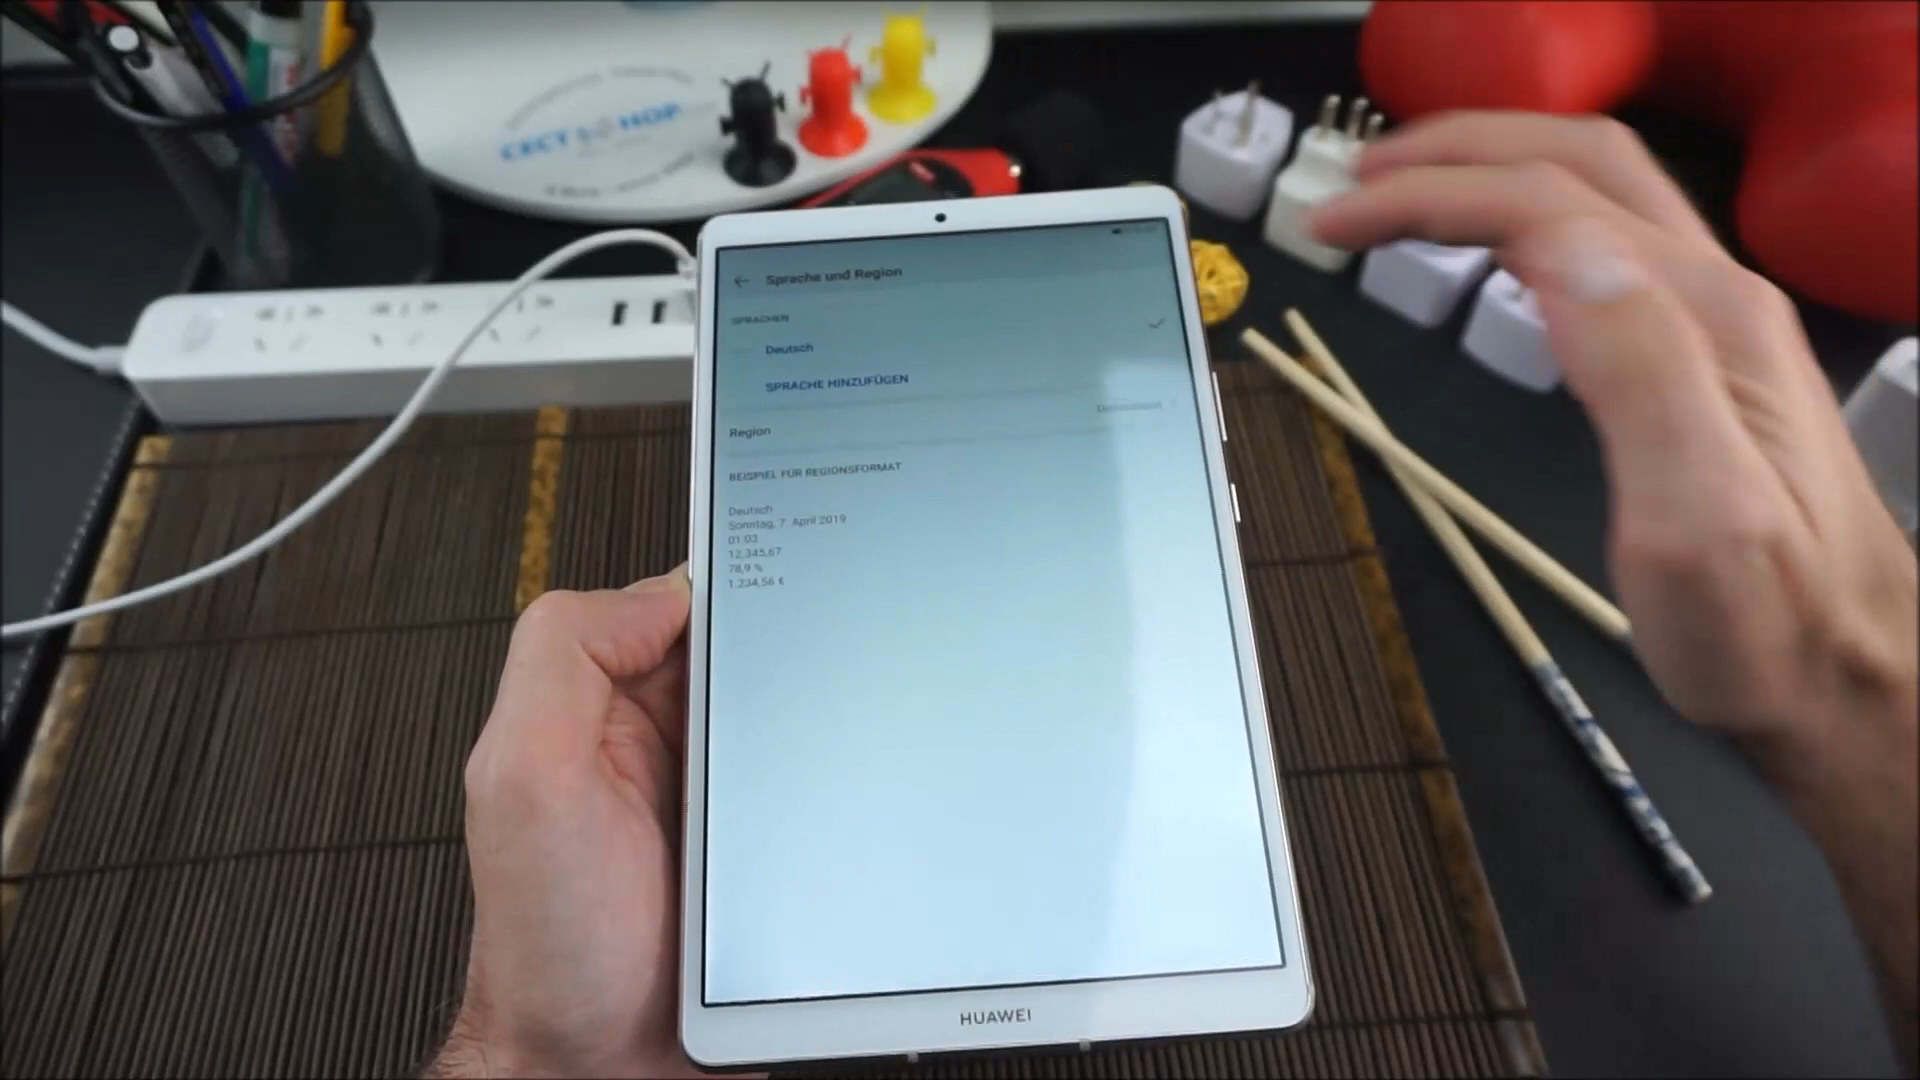 Sprache und Region
SPRACHEN
Deutsch
SPRACHE HINZUFÜGEN
Region
BEISPIEL FÜR REGIONSFORMAT
Deutsch
Sonntag, 7. April 2019
01:03
12.345,67
78,9 %
1.234,56 €
HUAWEI